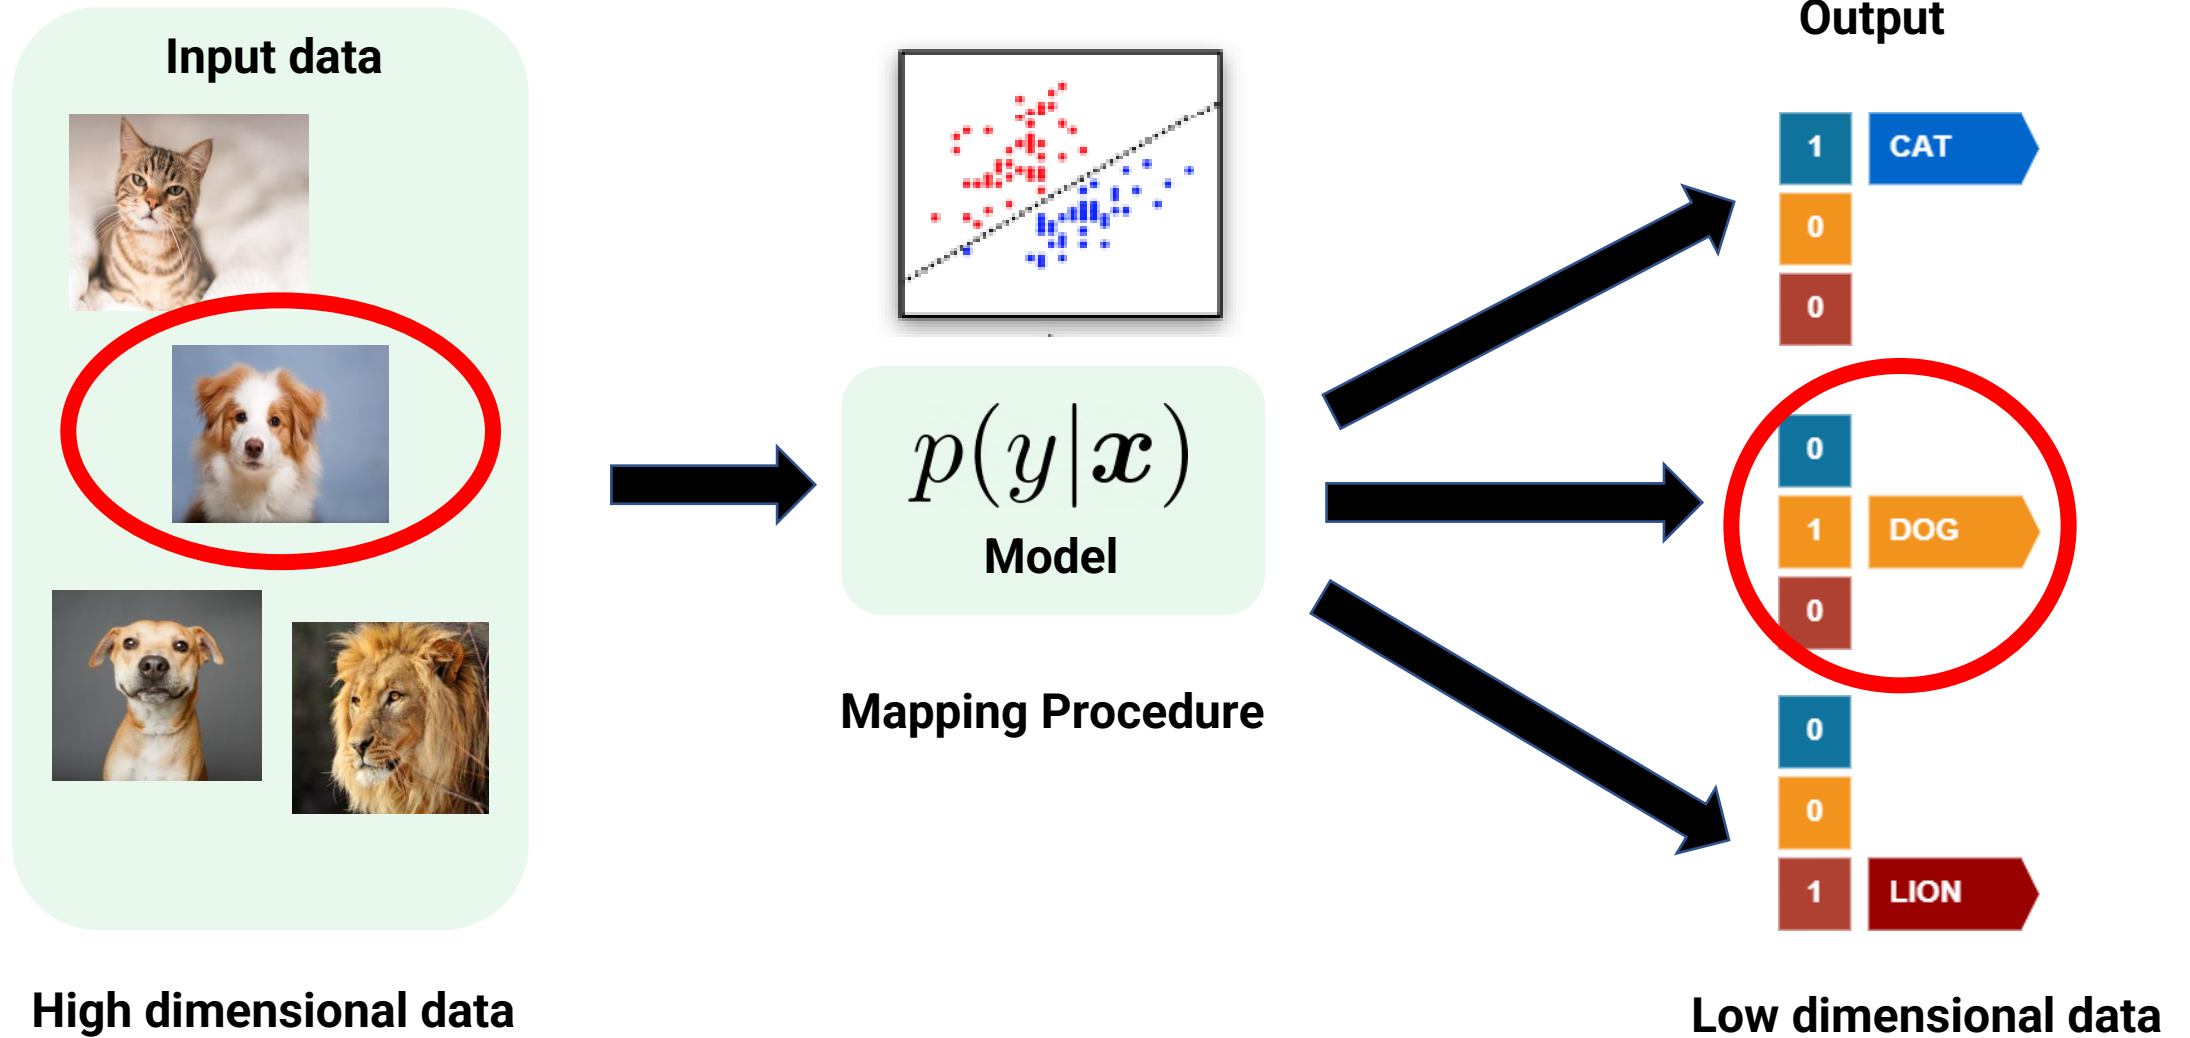 Input data
High dimensional data
p(y|x)
Model
Mapping Procedure
Output
1 CAT
0
0
0
1 DOG
0
0
0
1 LION
Low dimensional data